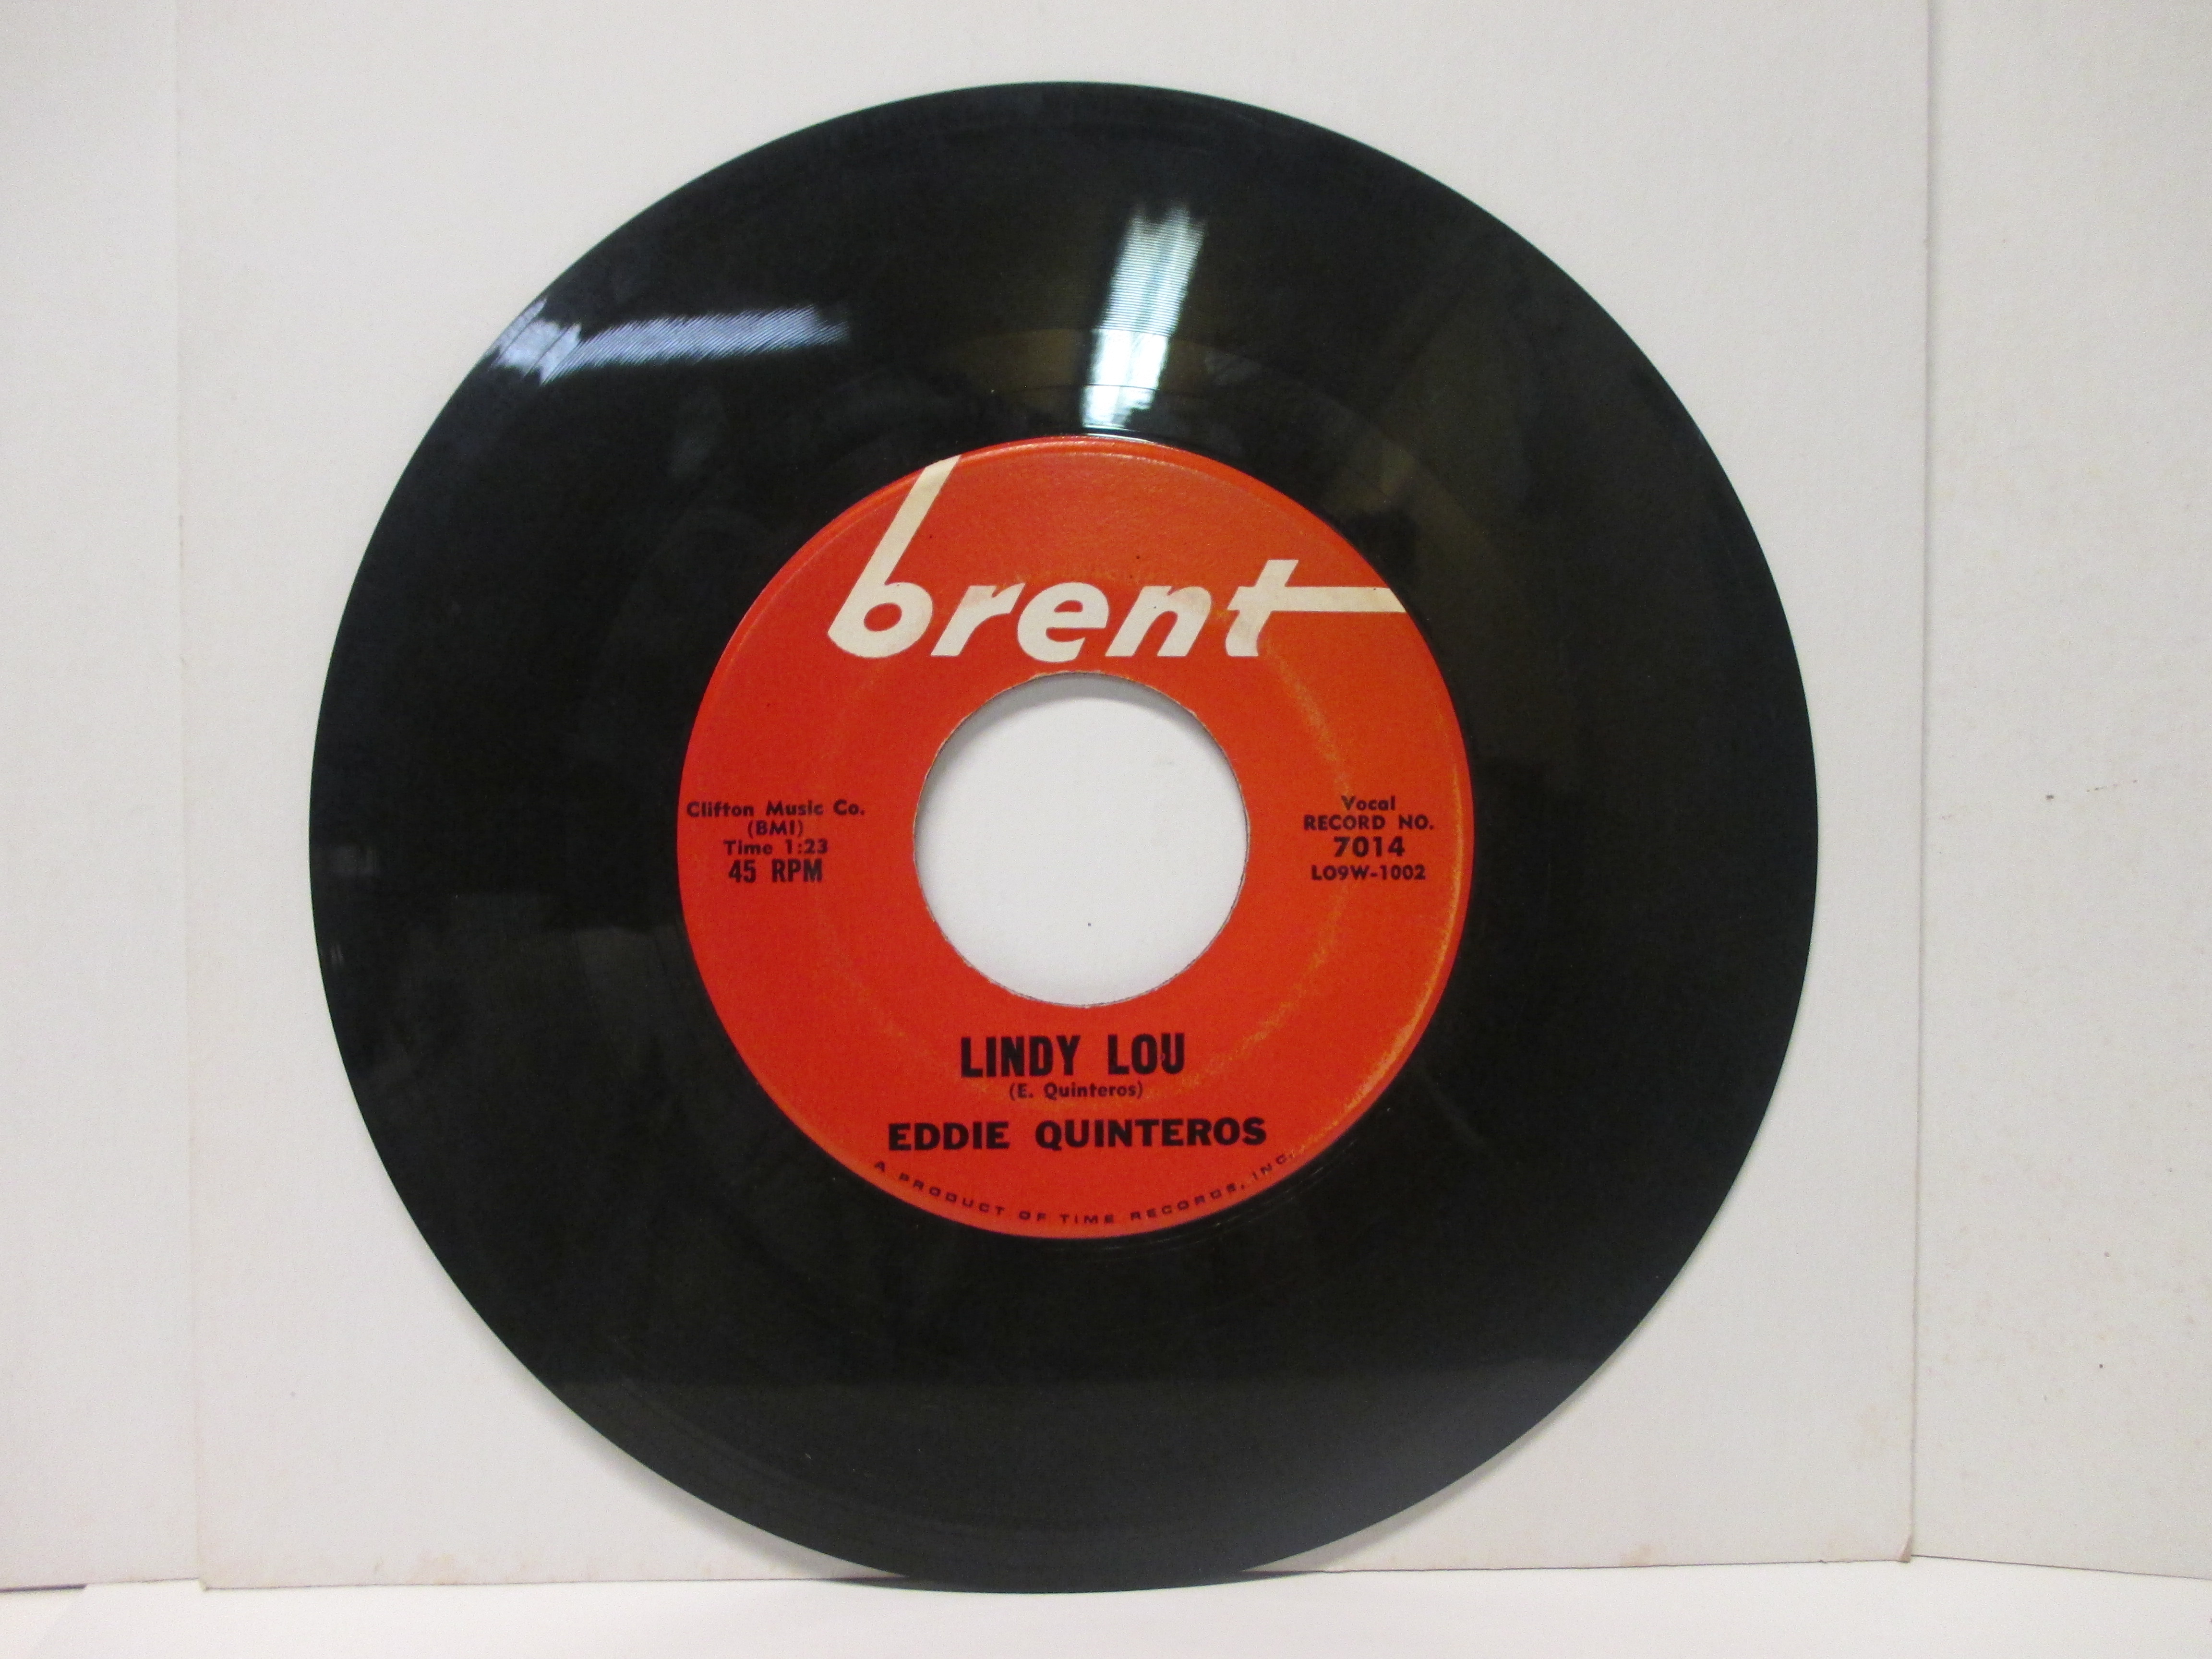 brent
Clifton Music Co.
(BMI)
Time 1:23
45 RPM
Vocal
RECORD NO.
7014
LO9W-1002
LINDY LOU
(E. Quinteros)
EDDIE QUINTEROS
A PRODUCT OF TIME RECORDS, INC.